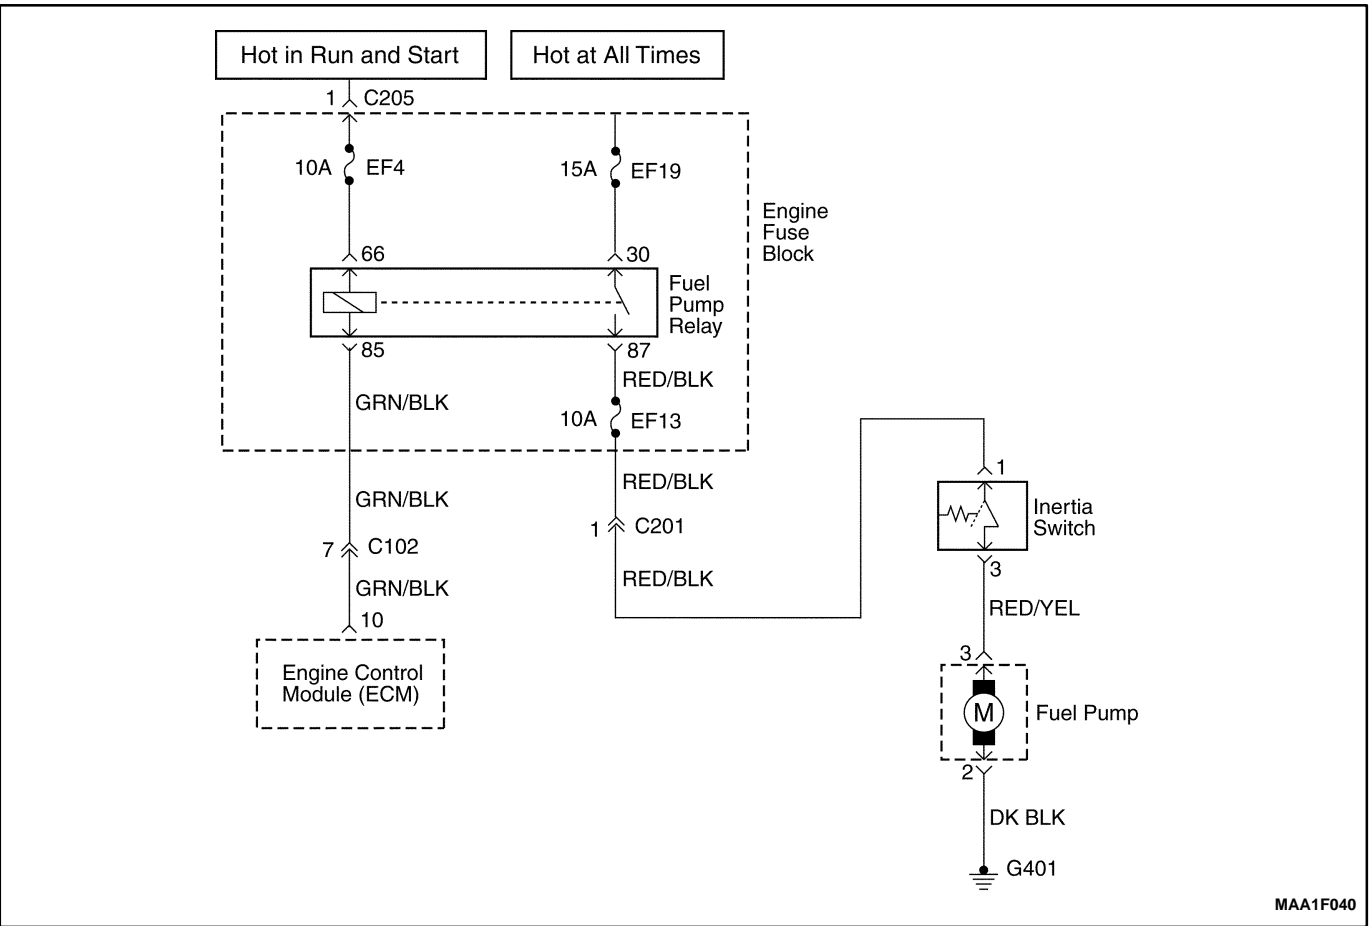 Hot in Run and Start
Hot at All Times
1 C205
10A EF4
15A EF19
Engine
Fuse
Block
66
30
Fuel
Pump
Relay
85
87
RED/BLK
GRN/BLK
10A EF13
1
RED/BLK
GRN/BLK
Inertia
Switch
1 C201
7 C102
3
RED/BLK
GRN/BLK
RED/YEL
10
3
Engine Control
Module (ECM)
M
Fuel Pump
2
DK BLK
G401
MAA1F040